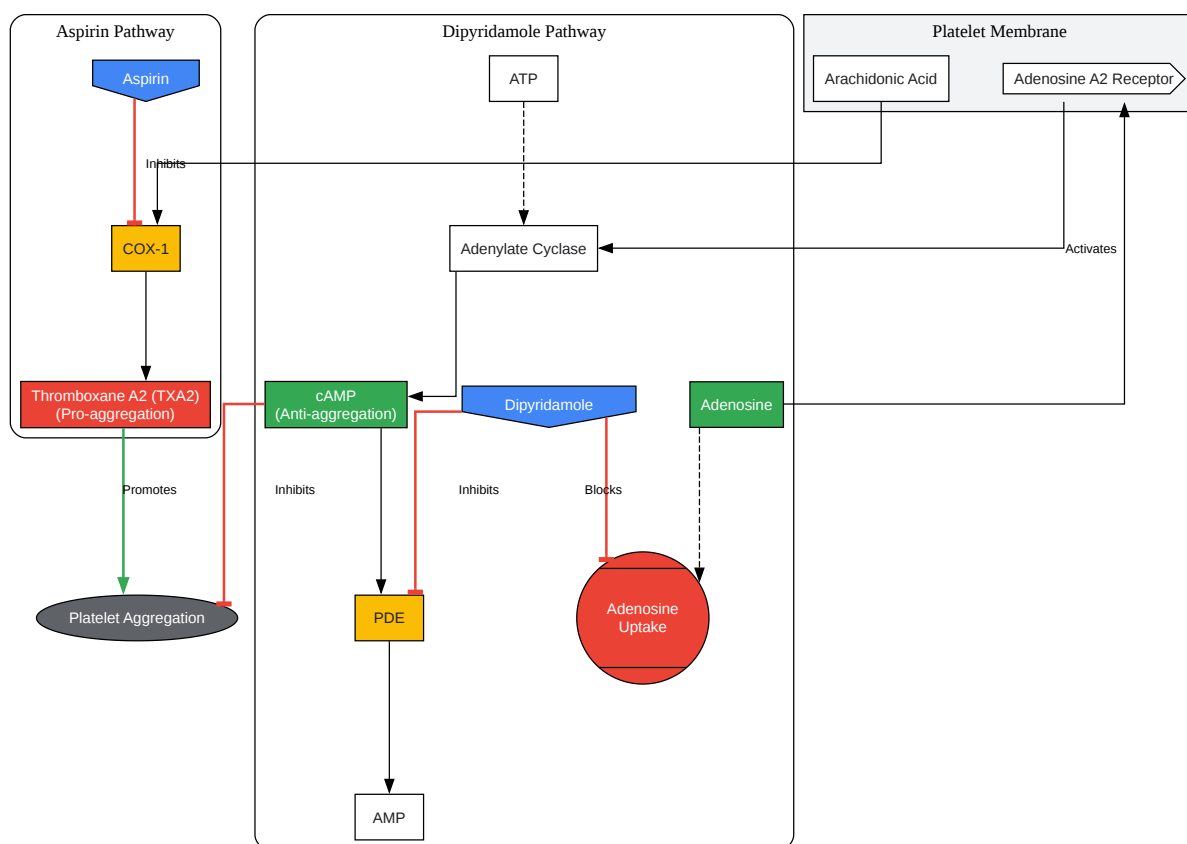 Aspirin Pathway
Dipyridamole Pathway
Platelet Membrane
Aspirin
ATP
Arachidonic Acid
Adenosine A2 Receptor
Inhibits
COX-1
Adenylate Cyclase
Activates
Thromboxane A2 (TXA2)
(Pro-aggregation)
cAMP
(Anti-aggregation)
Dipyridamole
Adenosine
Promotes
Inhibits
Inhibits
Blocks
Platelet Aggregation
PDE
Adenosine
Uptake
AMP